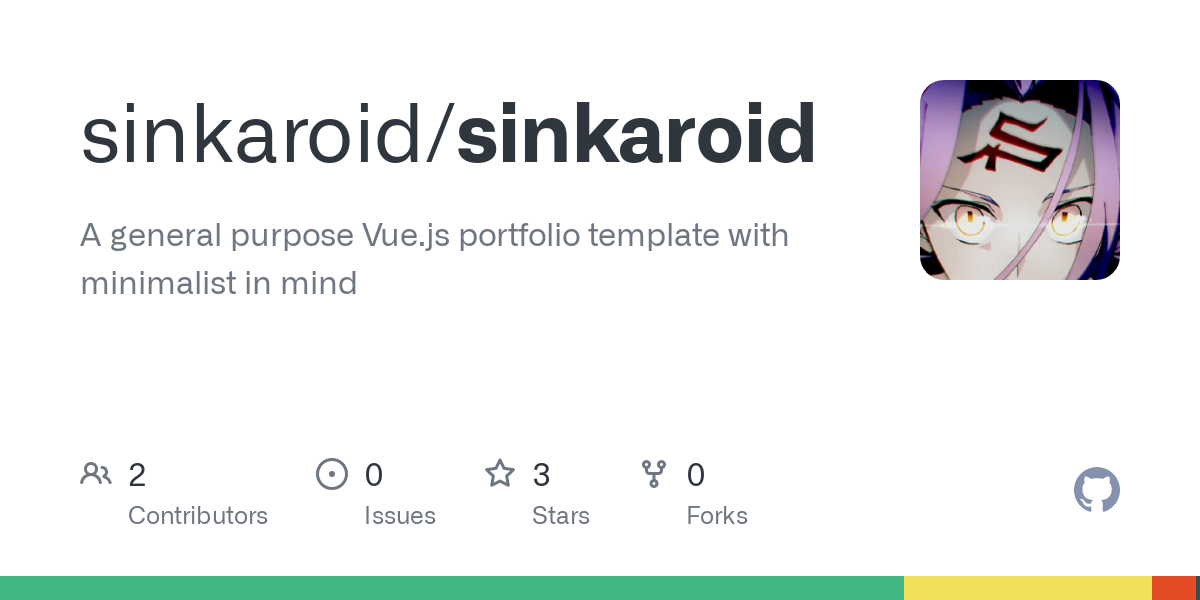 sinkaroid/sinkaroid
A general purpose Vue.js portfolio template with
minimalist in mind
2
Contributors
0
Issues
3
Stars
0
Forks